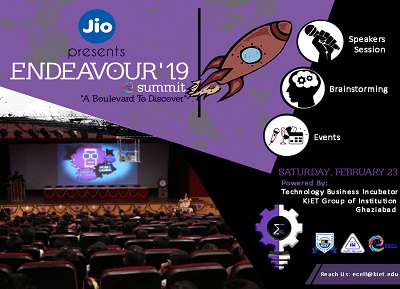 Jio
presents
ENDEAVOUR'19
summit
"A Boulevard To Discover"
Speakers
Session
Brainstorming
Events
SATURDAY, FEBRUARY 23
Powered By:
Technology Business Incubator
KIET Group of Institution
Ghaziabad
Reach Us: ecell@kiet.edu